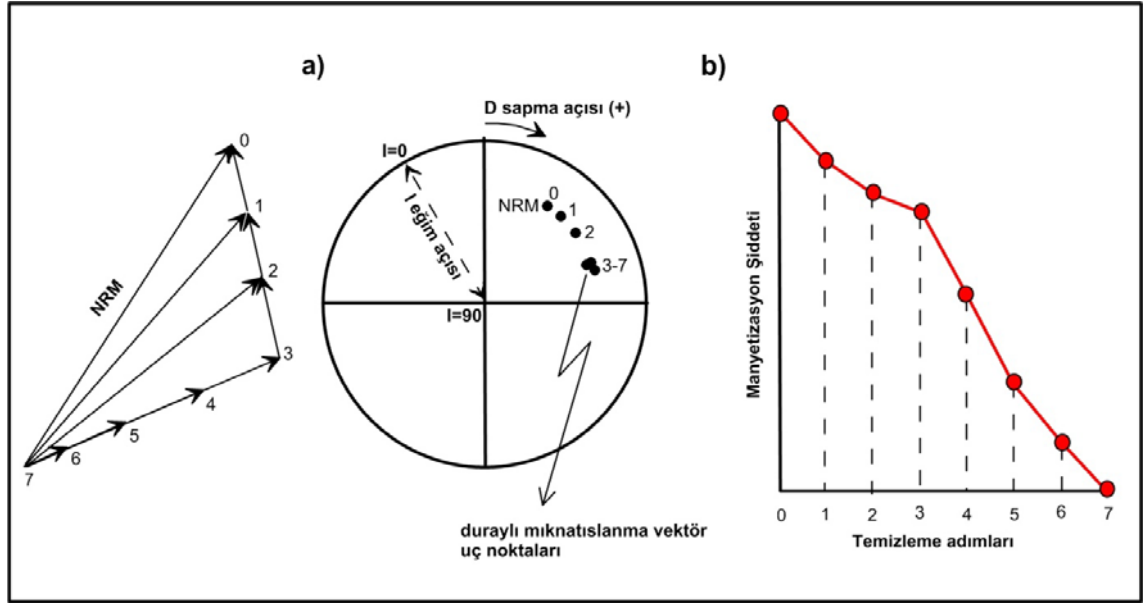 a)
b)
0
1
2
3
4
5
6
7
NRM
D sapma açısı (+)
I=0
I eğim açısı
I=90
NRM
0
1
2
3-7
duraylı mıknatıslanma vektör
uç noktaları
Manyetizasyon Şiddeti
0 1 2 3 4 5 6 7
Temizleme adımları